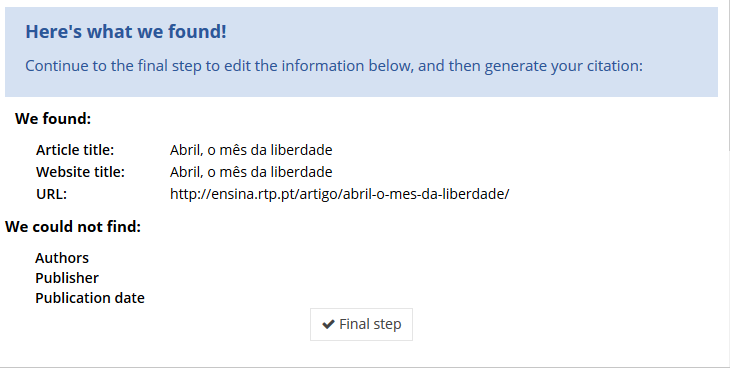 Here's what we found!
Continue to the final step to edit the information below, and then generate your citation:
We found:
Article title: Abril, o mês da liberdade
Website title: Abril, o mês da liberdade
URL: http://ensina.rtp.pt/artigo/abril-o-mes-da-liberdade/
We could not find:
Authors
Publisher
Publication date
✔ Final step